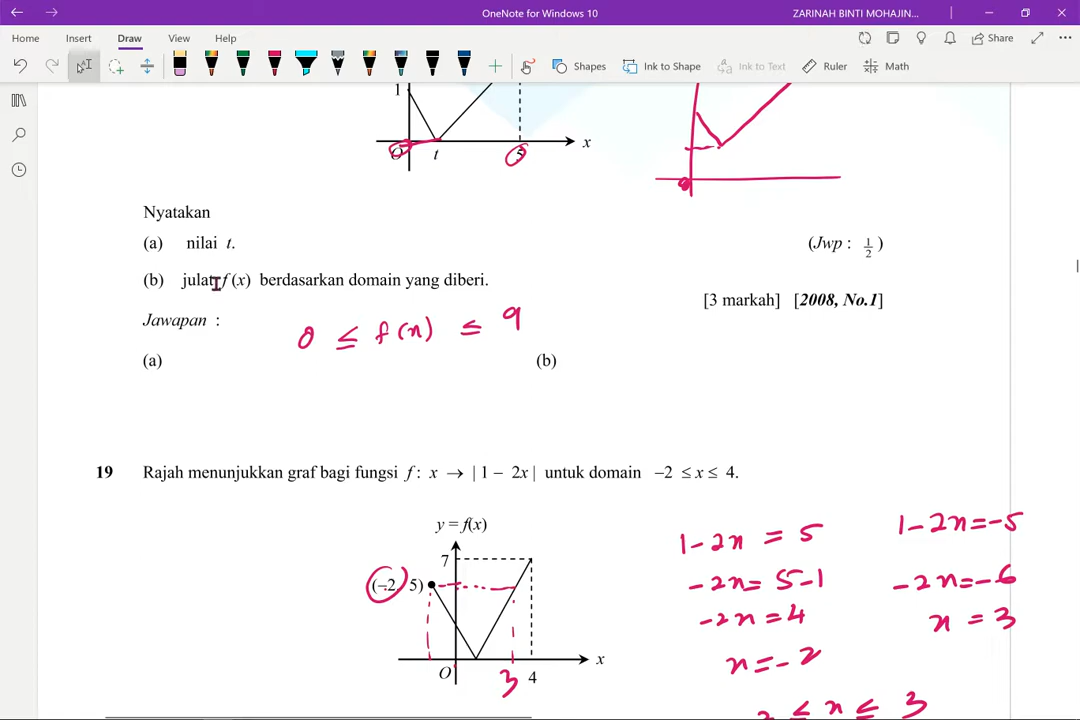 OneNote for Windows 10
ZARINAH BINTI MOHAJIN...
Home Insert Draw View Help
Share
Shapes Ink to Shape Ink to Text Ruler Math
1
O t 5 x
Nyatakan
(a) nilai t.
(Jwp : 1/2)
(b) julat f(x) berdasarkan domain yang diberi.
[3 markah] [2008, No.1]
Jawapan :
0 ≤ f(x) ≤ 9
(a) (b)
19 Rajah menunjukkan graf bagi fungsi f : x → | 1 − 2x | untuk domain −2 ≤ x ≤ 4.
y = f(x)
7
(−2, 5)
O 3 4 x
1-2x = 5
-2x = 5-1
-2x = 4
x = -2
1-2x = -5
-2x = -6
x = 3
≤ x ≤ 3